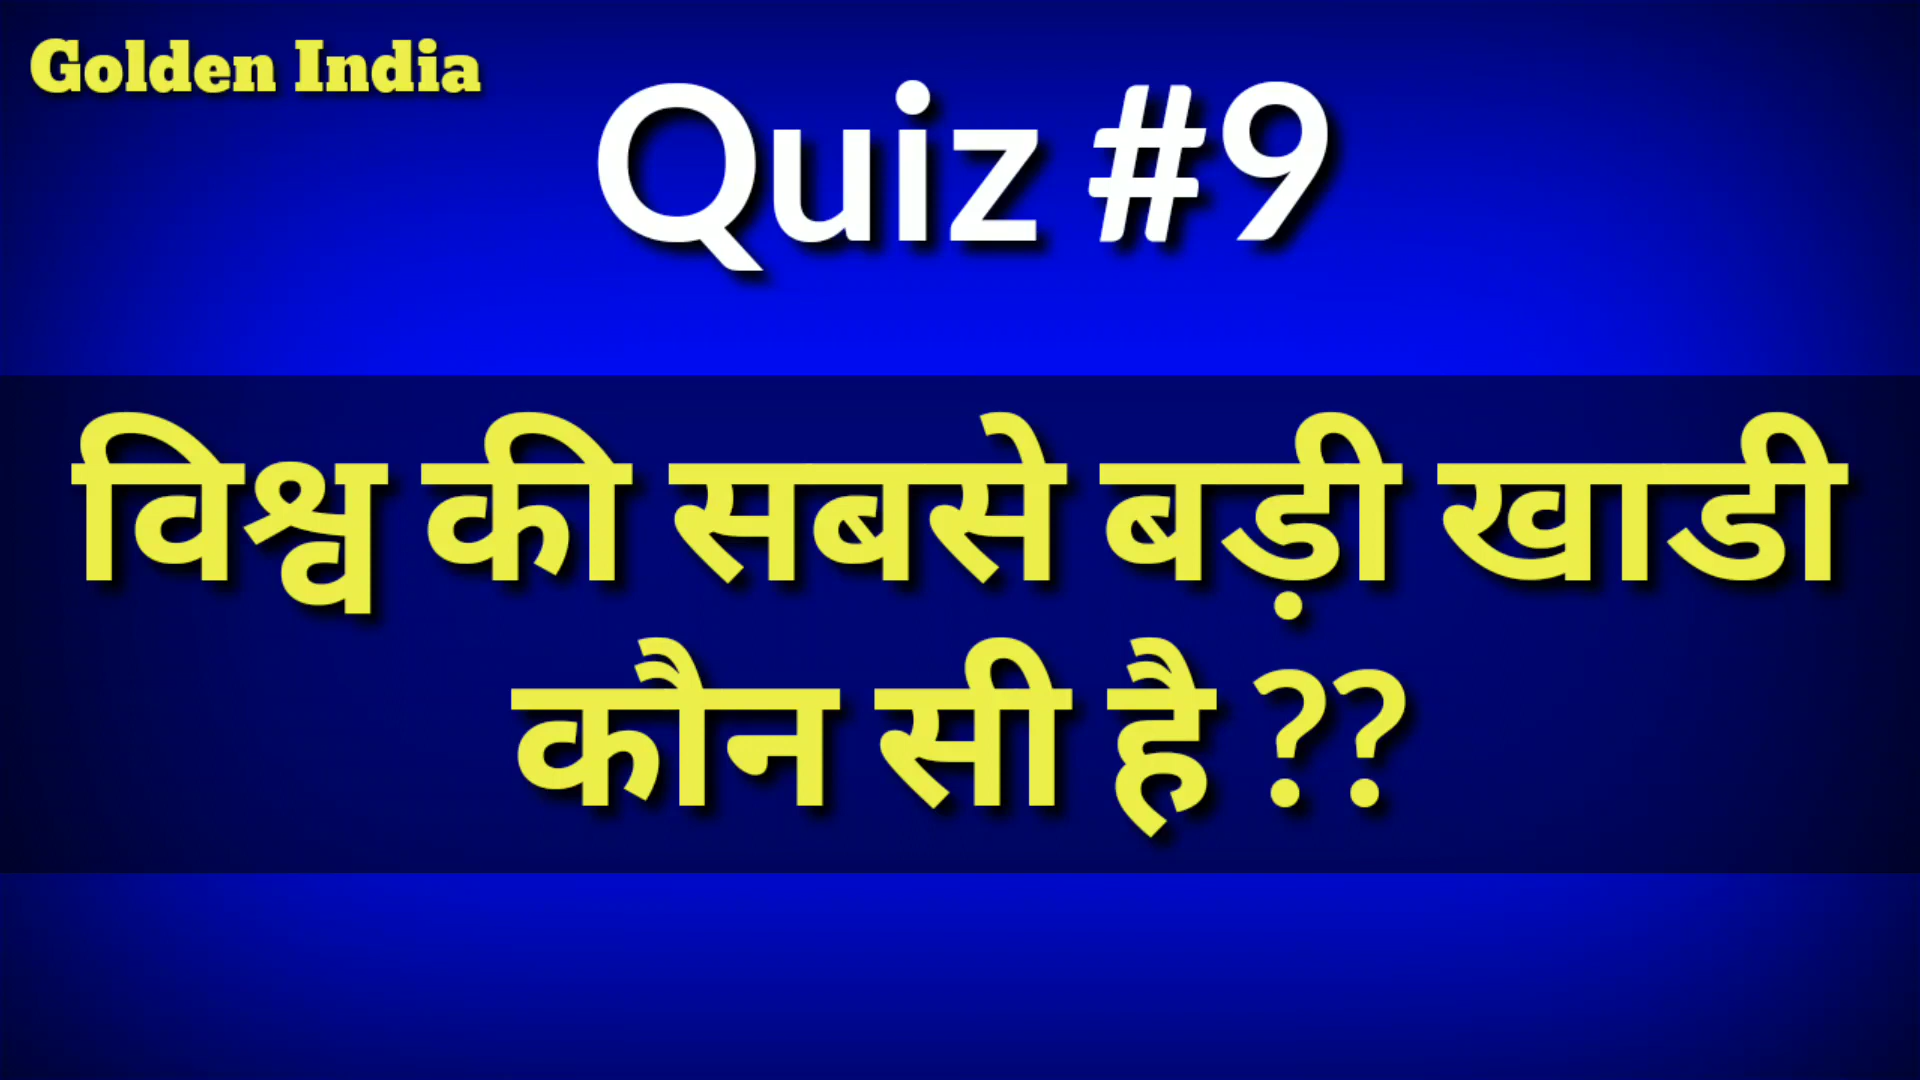 Golden India
Quiz #9
विश्व की सबसे बड़ी खाडी
कौन सी है ??